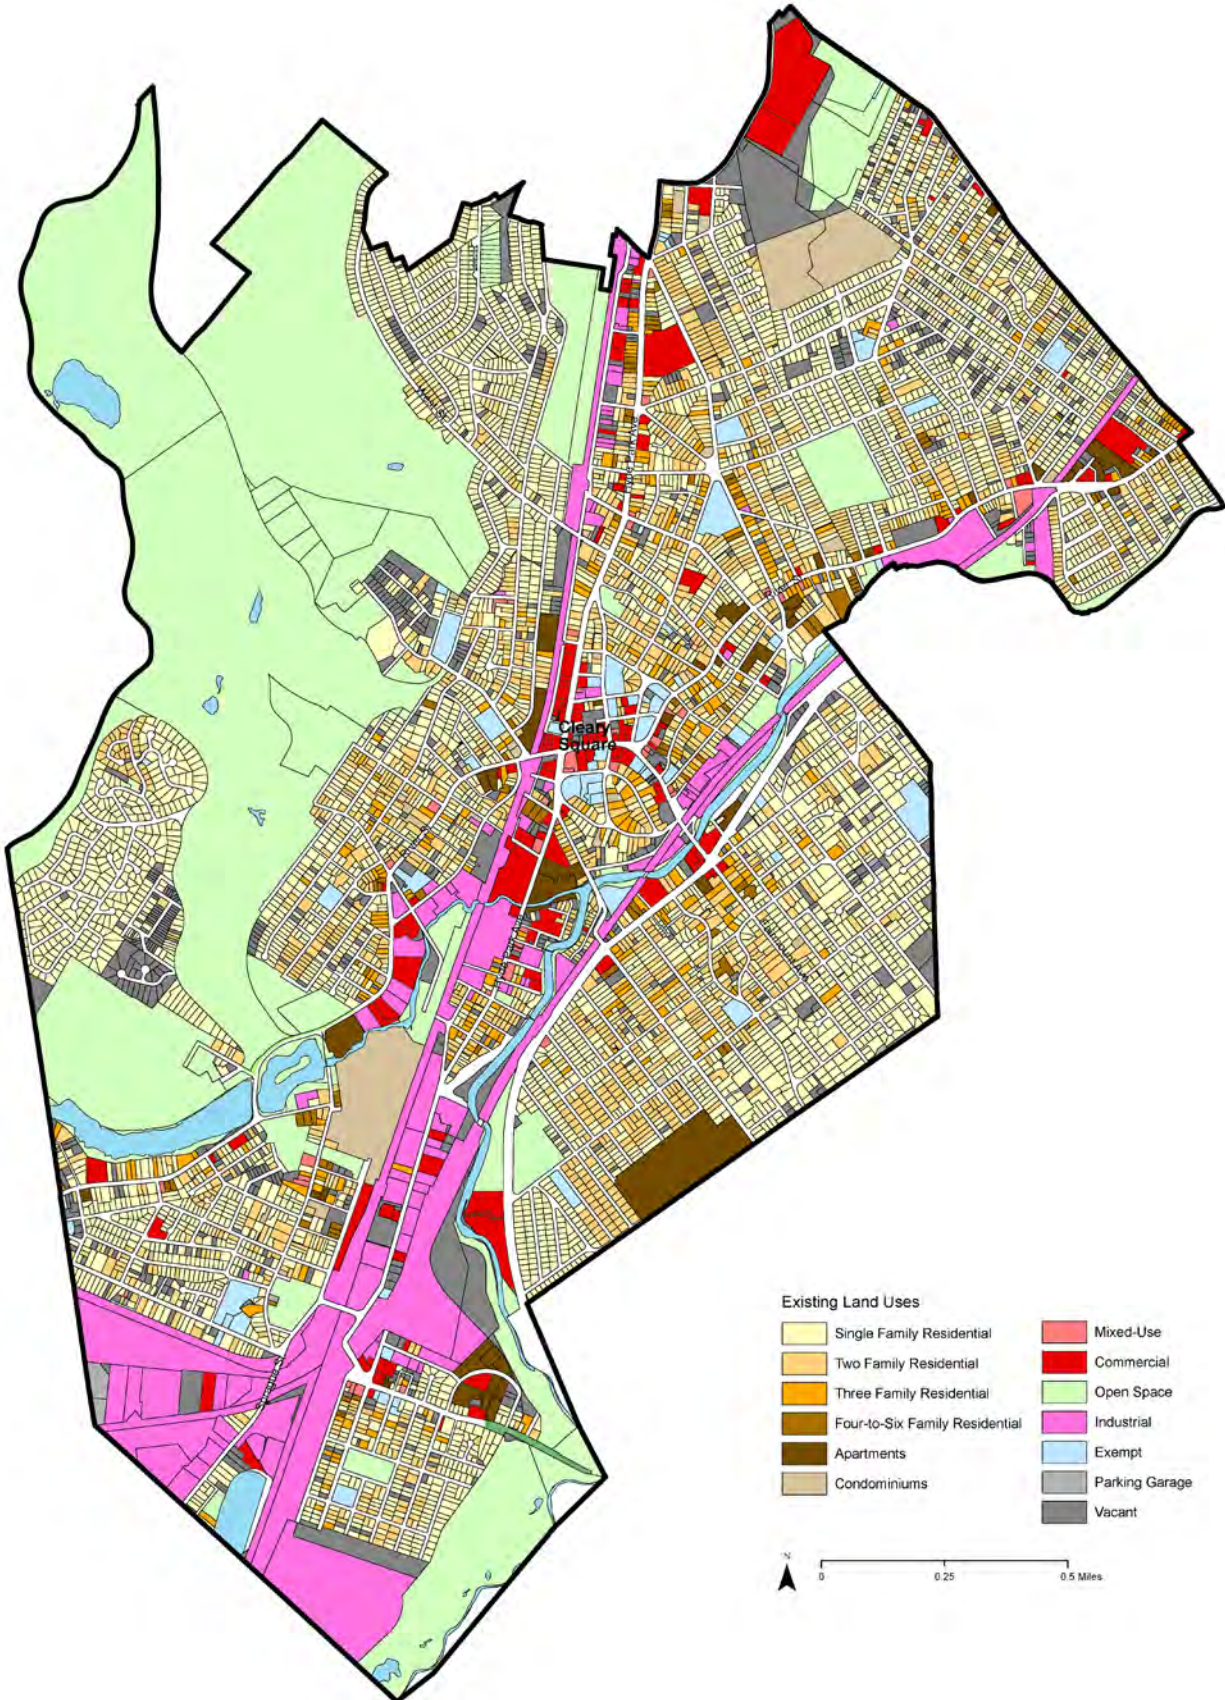 Cleary
Square
Existing Land Uses
Single Family Residential
Two Family Residential
Three Family Residential
Four-to-Six Family Residential
Apartments
Condominiums
Mixed-Use
Commercial
Open Space
Industrial
Exempt
Parking Garage
Vacant
0
0.25
0.5 Miles